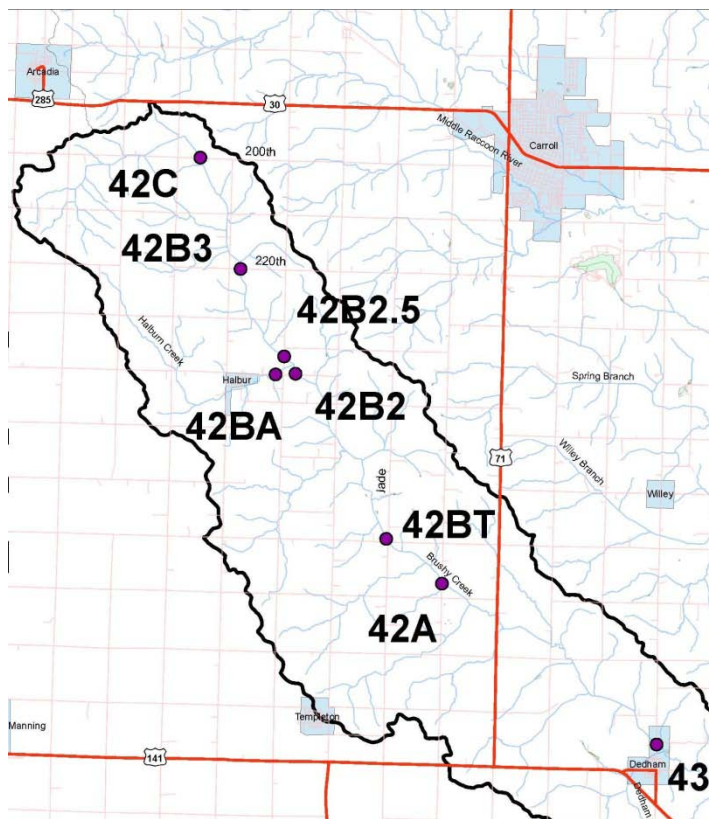 Arcadia
285
30
Middle Raccoon River
Carroll
200th
42C
42B3
220th
42B2.5
Halburn Creek
Halbur
42B2
Spring Branch
42BA
71
Willey Branch
Jade
Willey
42BT
Brushy Creek
42A
Templeton
Manning
141
Dedham
43
Dedham